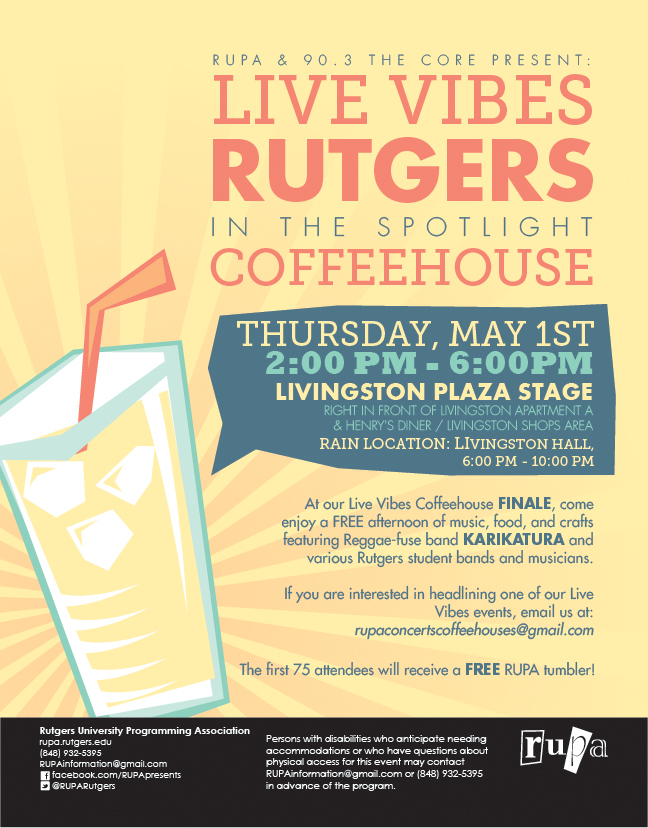 RUPA & 90.3 THE CORE PRESENT:
LIVE VIBES
RUTGERS
IN THE SPOTLIGHT
COFFEEHOUSE
THURSDAY, MAY 1ST
2:00 PM - 6:00PM
LIVINGSTON PLAZA STAGE
RIGHT IN FRONT OF LIVINGSTON APARTMENT A
& HENRY'S DINER / LIVINGSTON SHOPS AREA
RAIN LOCATION: LIVINGSTON HALL,
6:00 PM - 10:00 PM
At our Live Vibes Coffeehouse FINALE, come
enjoy a FREE afternoon of music, food, and crafts
featuring Reggae-fuse band KARIKATURA and
various Rutgers student bands and musicians.
If you are interested in headlining one of our Live
Vibes events, email us at:
rupaconcertscoffeehouses@gmail.com
The first 75 attendees will receive a FREE RUPA tumbler!
Rutgers University Programming Association
rupa.rutgers.edu
(848) 932-5395
RUPAinformation@gmail.com
facebook.com/RUPApresents
@RUPARutgers
Persons with disabilities who anticipate needing
accommodations or who have questions about
physical access for this event may contact
RUPAinformation@gmail.com or (848) 932-5395
in advance of the program.
rupa